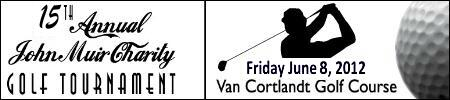 15TH Annual
John Muir Charity
GOLF TOURNAMENT
Friday June 8, 2012
Van Cortlandt Golf Course